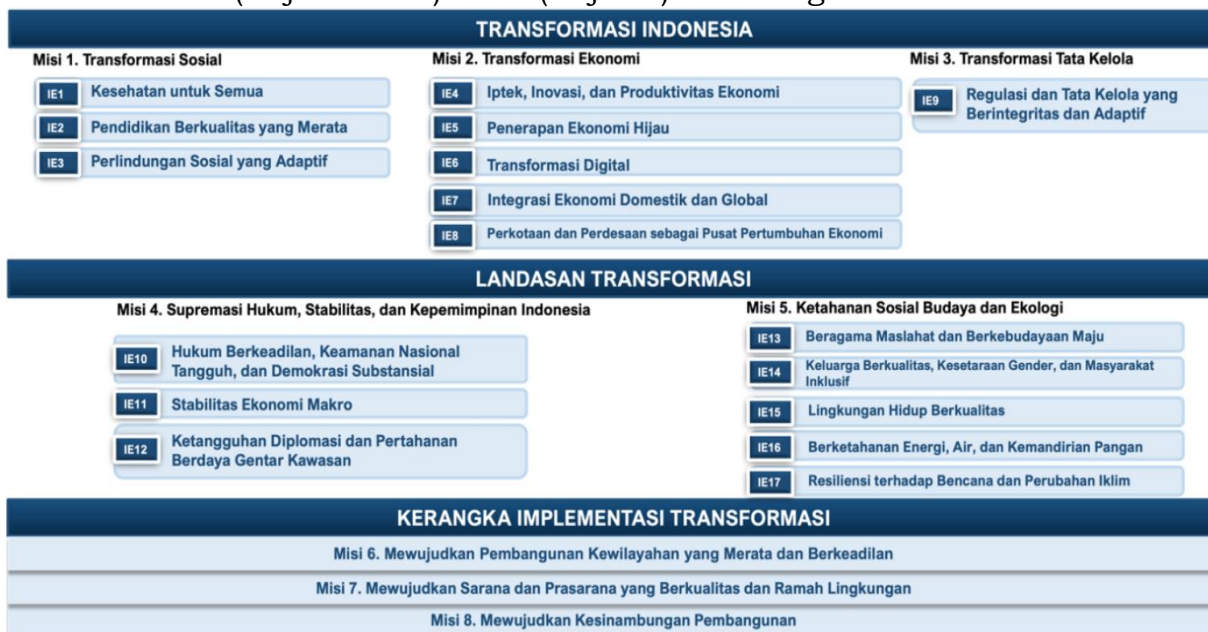 TRANSFORMASI INDONESIA
Misi 1. Transformasi Sosial
IE1 Kesehatan untuk Semua
IE2 Pendidikan Berkualitas yang Merata
IE3 Perlindungan Sosial yang Adaptif
Misi 2. Transformasi Ekonomi
IE4 Iptek, Inovasi, dan Produktivitas Ekonomi
IE5 Penerapan Ekonomi Hijau
IE6 Transformasi Digital
IE7 Integrasi Ekonomi Domestik dan Global
IE8 Perkotaan dan Perdesaan sebagai Pusat Pertumbuhan Ekonomi
Misi 3. Transformasi Tata Kelola
IE9 Regulasi dan Tata Kelola yang
Berintegritas dan Adaptif
LANDASAN TRANSFORMASI
Misi 4. Supremasi Hukum, Stabilitas, dan Kepemimpinan Indonesia
IE10 Hukum Berkeadilan, Keamanan Nasional
Tangguh, dan Demokrasi Substansial
IE11 Stabilitas Ekonomi Makro
IE12 Ketangguhan Diplomasi dan Pertahanan
Berdaya Gentar Kawasan
Misi 5. Ketahanan Sosial Budaya dan Ekologi
IE13 Beragama Maslahat dan Berkebudayaan Maju
IE14 Keluarga Berkualitas, Kesetaraan Gender, dan Masyarakat
Inklusif
IE15 Lingkungan Hidup Berkualitas
IE16 Berketahanan Energi, Air, dan Kemandirian Pangan
IE17 Resiliensi terhadap Bencana dan Perubahan Iklim
KERANGKA IMPLEMENTASI TRANSFORMASI
Misi 6. Mewujudkan Pembangunan Kewilayahan yang Merata dan Berkeadilan
Misi 7. Mewujudkan Sarana dan Prasarana yang Berkualitas dan Ramah Lingkungan
Misi 8. Mewujudkan Kesinambungan Pembangunan